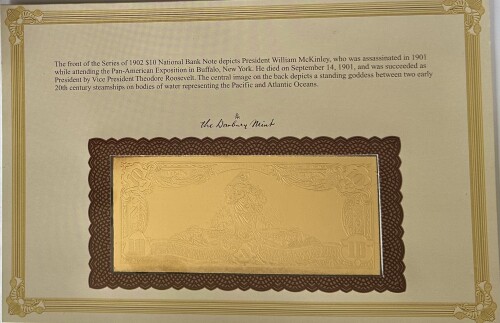 The front of the Series of 1902 $10 National Bank Note depicts President William McKinley, who was assassinated in 1901
while attending the Pan-American Exposition in Buffalo, New York. He died on September 14, 1901, and was succeeded as
President by Vice President Theodore Roosevelt. The central image on the back depicts a standing goddess between two early
20th century steamships on bodies of water representing the Pacific and Atlantic Oceans.
the Danbury Mint